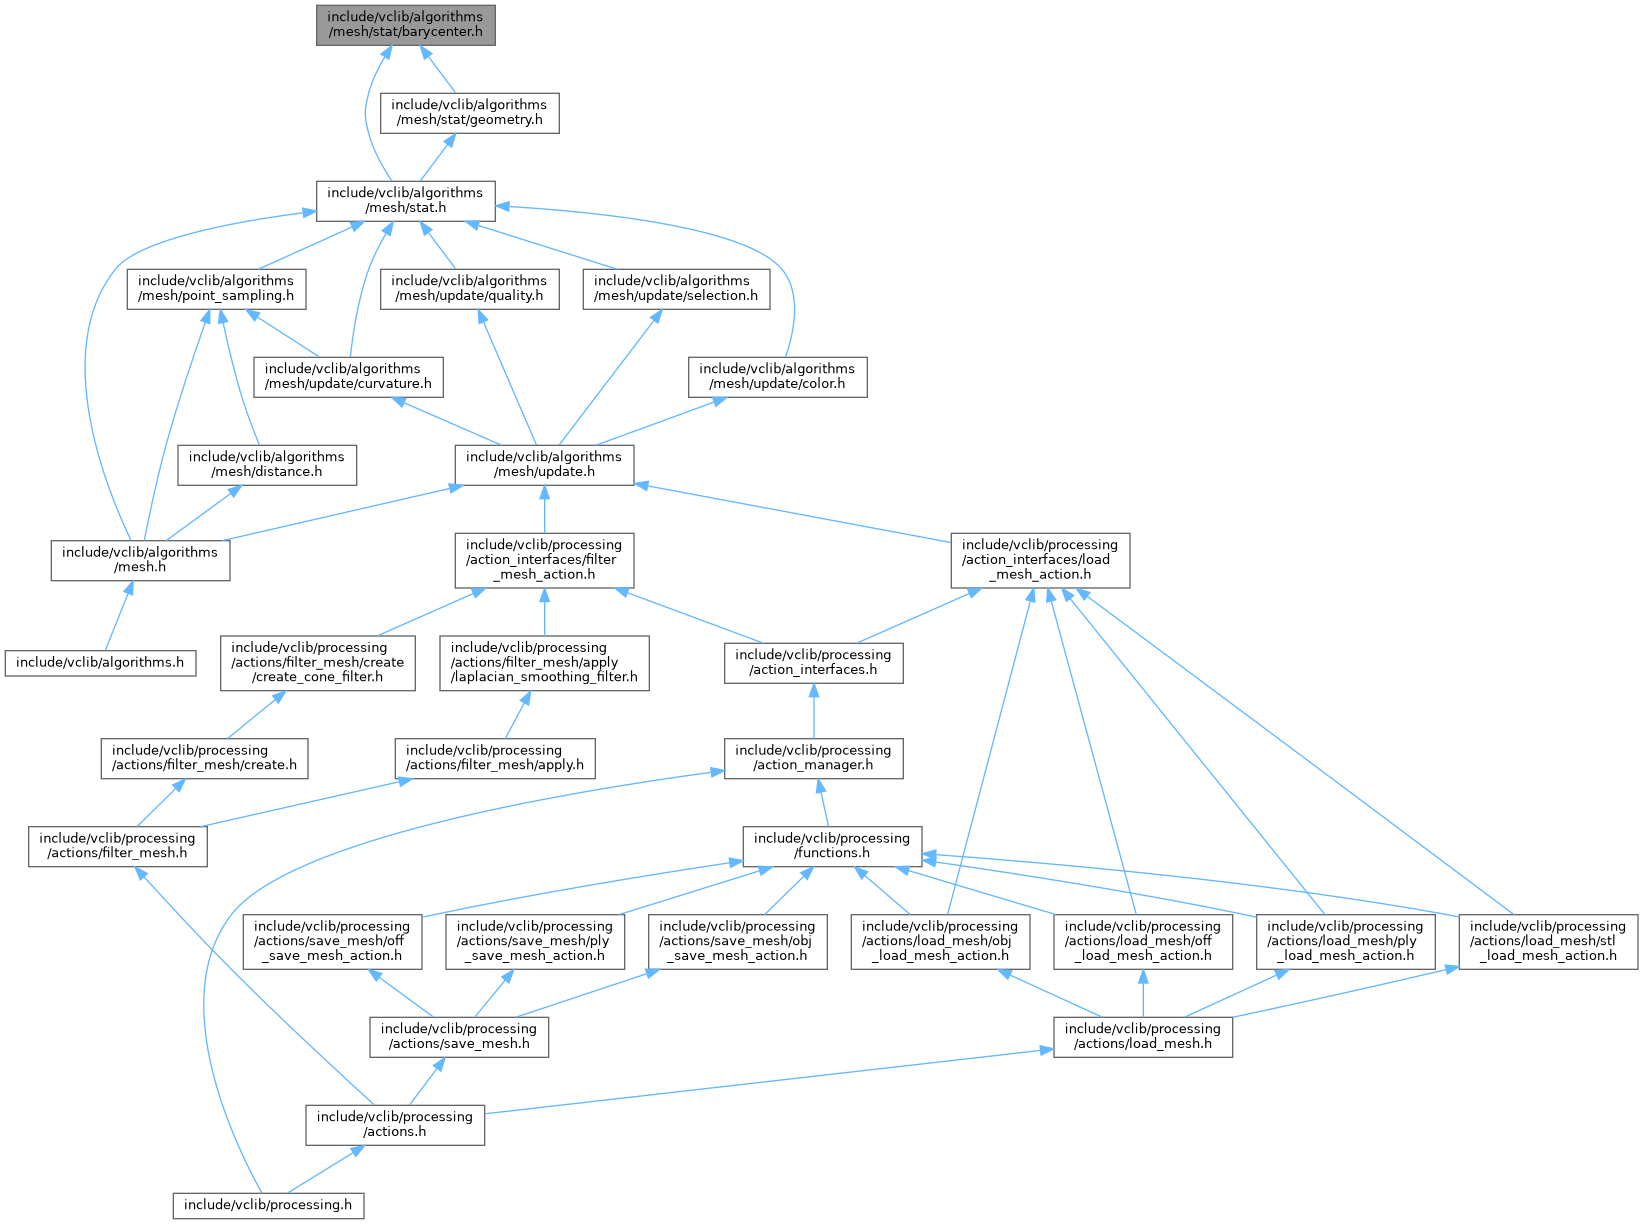 include/vclib/algorithms
/mesh/stat/barycenter.h
include/vclib/algorithms
/mesh/stat/geometry.h
include/vclib/algorithms
/mesh/stat.h
include/vclib/algorithms
/mesh/point_sampling.h
include/vclib/algorithms
/mesh/update/quality.h
include/vclib/algorithms
/mesh/update/selection.h
include/vclib/algorithms
/mesh/update/curvature.h
include/vclib/algorithms
/mesh/update/color.h
include/vclib/algorithms
/mesh/distance.h
include/vclib/algorithms
/mesh/update.h
include/vclib/algorithms
/mesh.h
include/vclib/processing
/action_interfaces/filter
_mesh_action.h
include/vclib/processing
/action_interfaces/load
_mesh_action.h
include/vclib/algorithms.h
include/vclib/processing
/actions/filter_mesh/create
/create_cone_filter.h
include/vclib/processing
/actions/filter_mesh/apply
/laplacian_smoothing_filter.h
include/vclib/processing
/action_interfaces.h
include/vclib/processing
/actions/filter_mesh/create.h
include/vclib/processing
/actions/filter_mesh/apply.h
include/vclib/processing
/action_manager.h
include/vclib/processing
/actions/filter_mesh.h
include/vclib/processing
/functions.h
include/vclib/processing
/actions/save_mesh/off
_save_mesh_action.h
include/vclib/processing
/actions/save_mesh/ply
_save_mesh_action.h
include/vclib/processing
/actions/save_mesh/obj
_save_mesh_action.h
include/vclib/processing
/actions/load_mesh/obj
_load_mesh_action.h
include/vclib/processing
/actions/load_mesh/off
_load_mesh_action.h
include/vclib/processing
/actions/load_mesh/ply
_load_mesh_action.h
include/vclib/processing
/actions/load_mesh/stl
_load_mesh_action.h
include/vclib/processing
/actions/save_mesh.h
include/vclib/processing
/actions/load_mesh.h
include/vclib/processing
/actions.h
include/vclib/processing.h